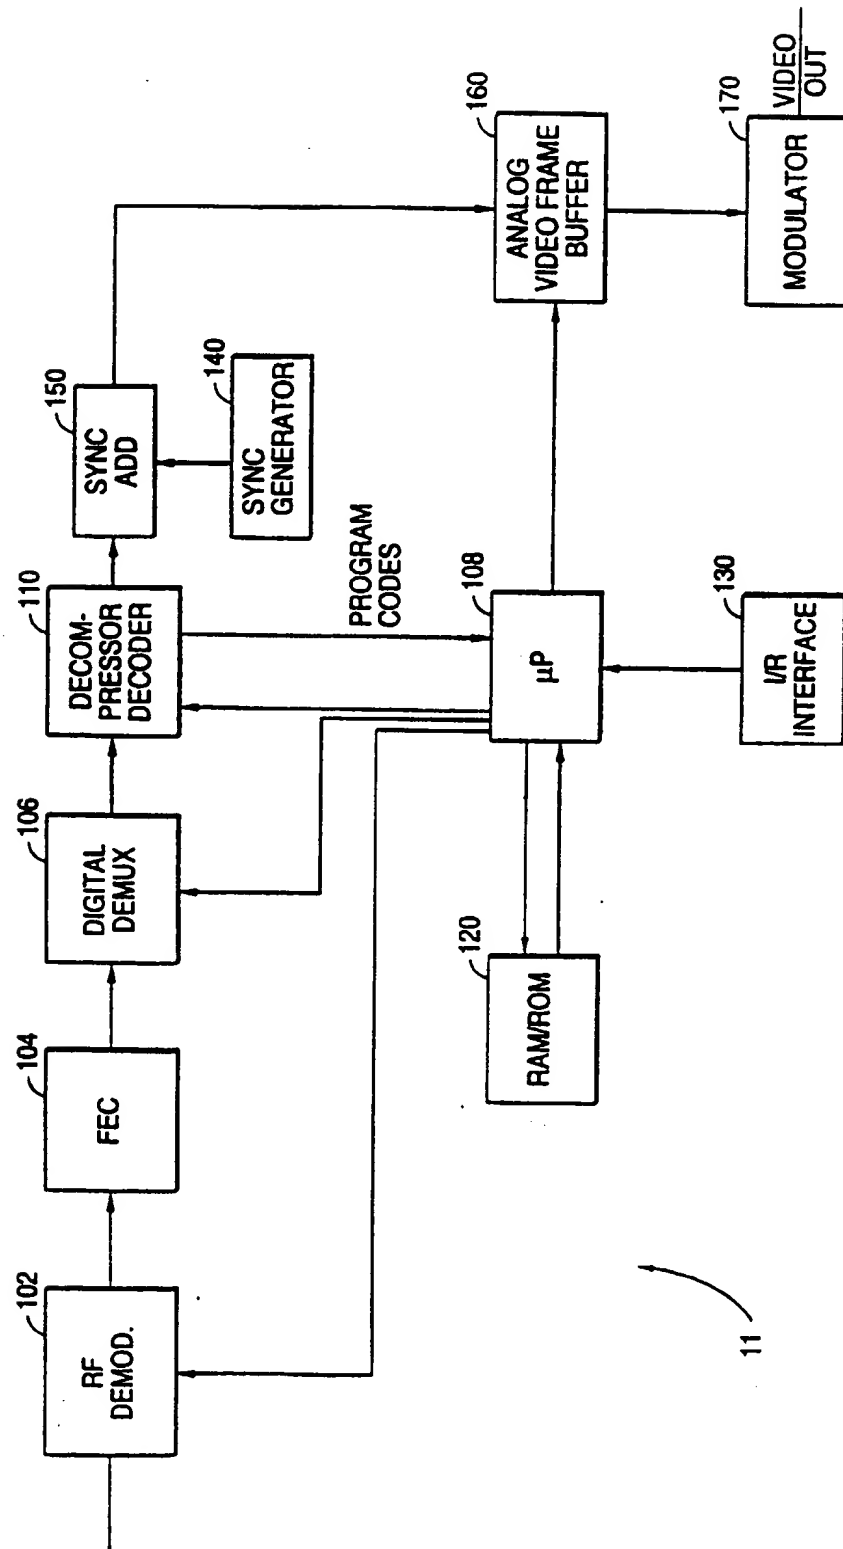 102
RF
DEMOD.
104
FEC
106
DIGITAL
DEMUX
110
DECOM-
PRESSOR
DECODER
150
SYNC
ADD
140
SYNC
GENERATOR
PROGRAM
CODES
120
RAM/ROM
108
μP
130
I/R
INTERFACE
160
ANALOG
VIDEO FRAME
BUFFER
170
MODULATOR
VIDEO
OUT
11